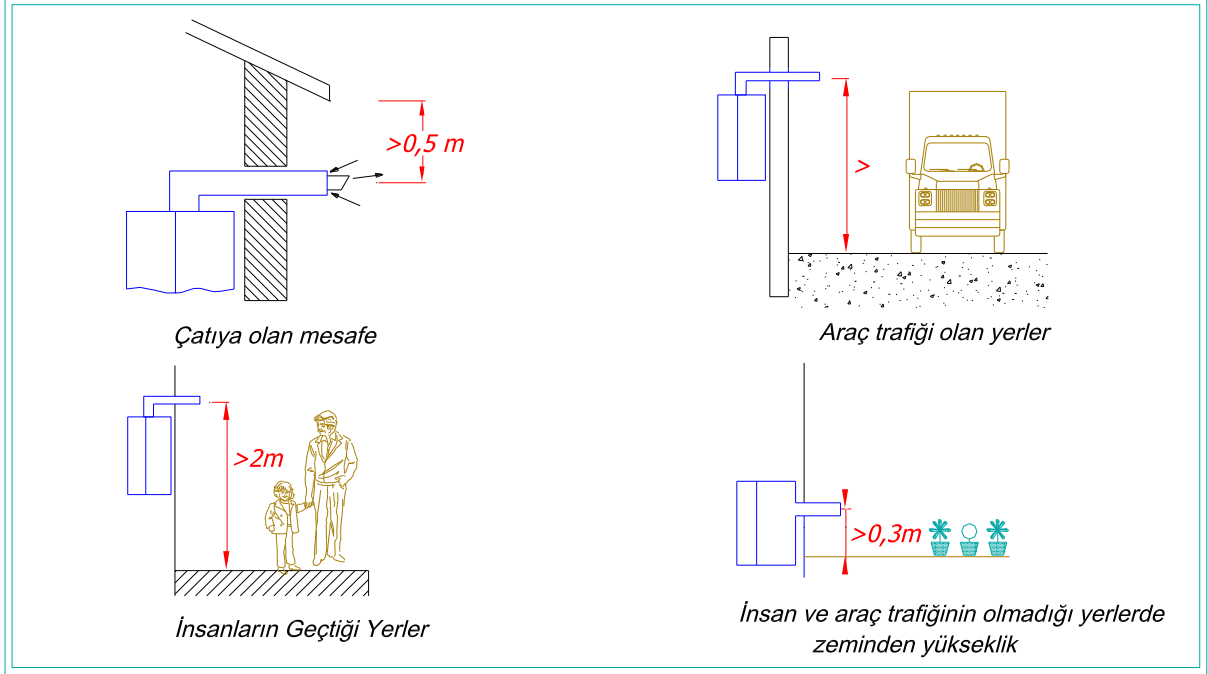 >0,5 m
Çatıya olan mesafe
>
Araç trafiği olan yerler
>2m
İnsanların Geçtiği Yerler
>0,3m
İnsan ve araç trafiğinin olmadığı yerlerde
zeminden yükseklik